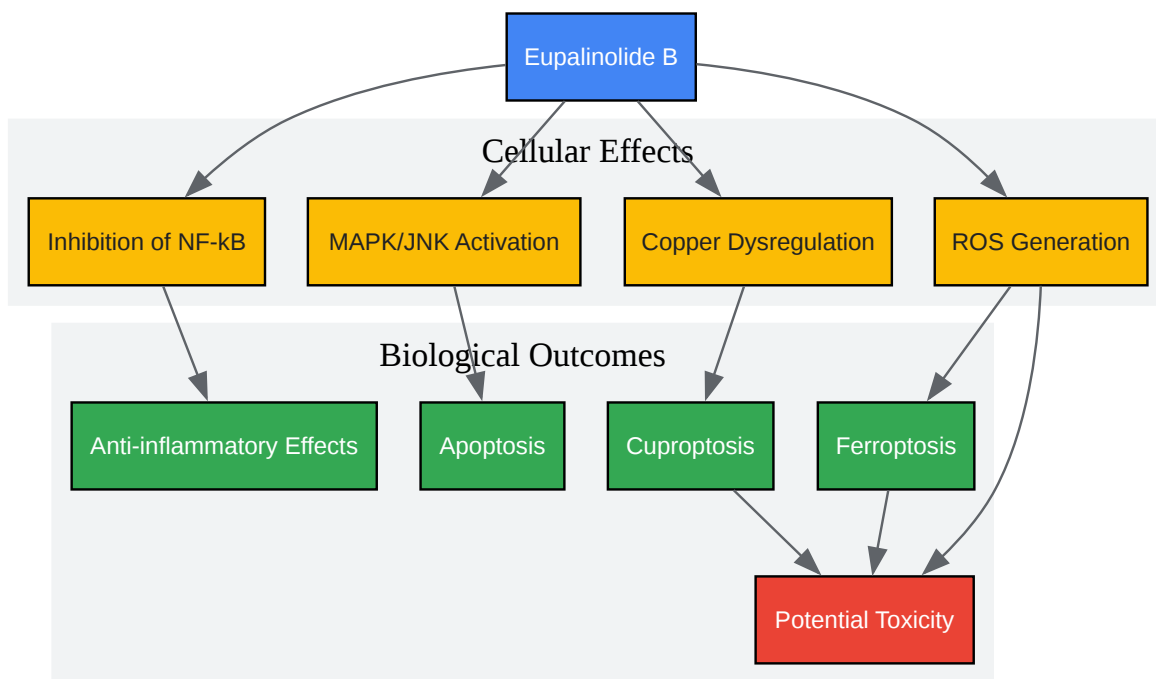 Eupalinolide B
Cellular Effects
Inhibition of NF-kB
MAPK/JNK Activation
Copper Dysregulation
ROS Generation
Biological Outcomes
Anti-inflammatory Effects
Apoptosis
Cuproptosis
Ferroptosis
Potential Toxicity